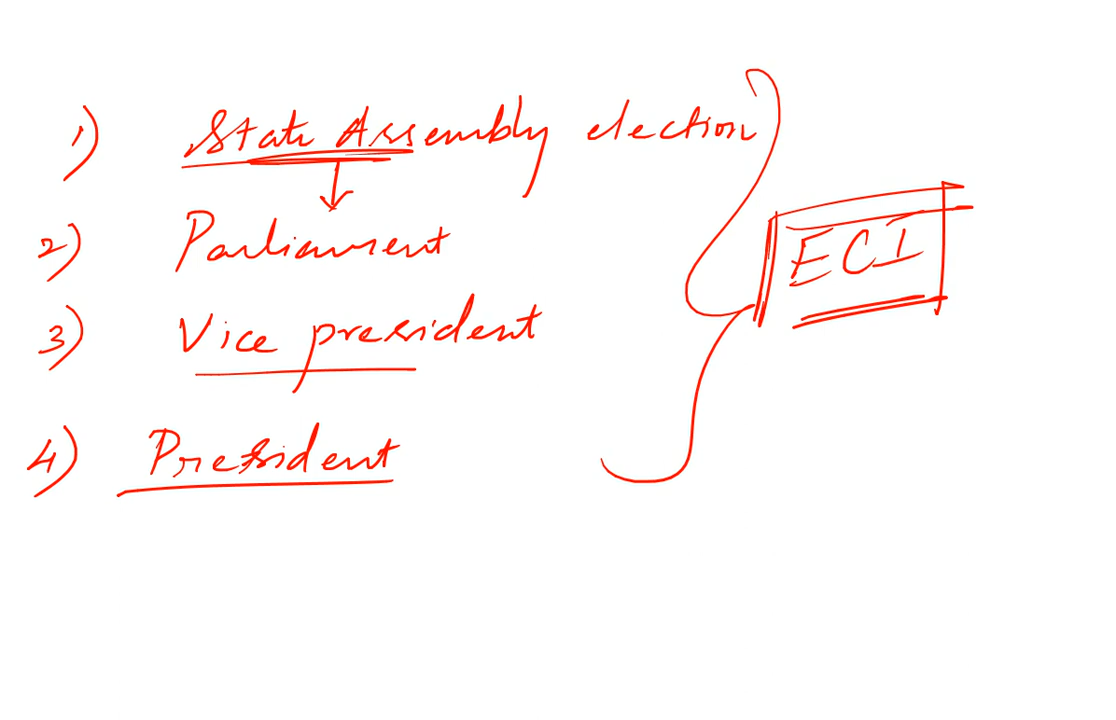 1) State Assembly election
2) Parliament
3) Vice president
4) President
ECI